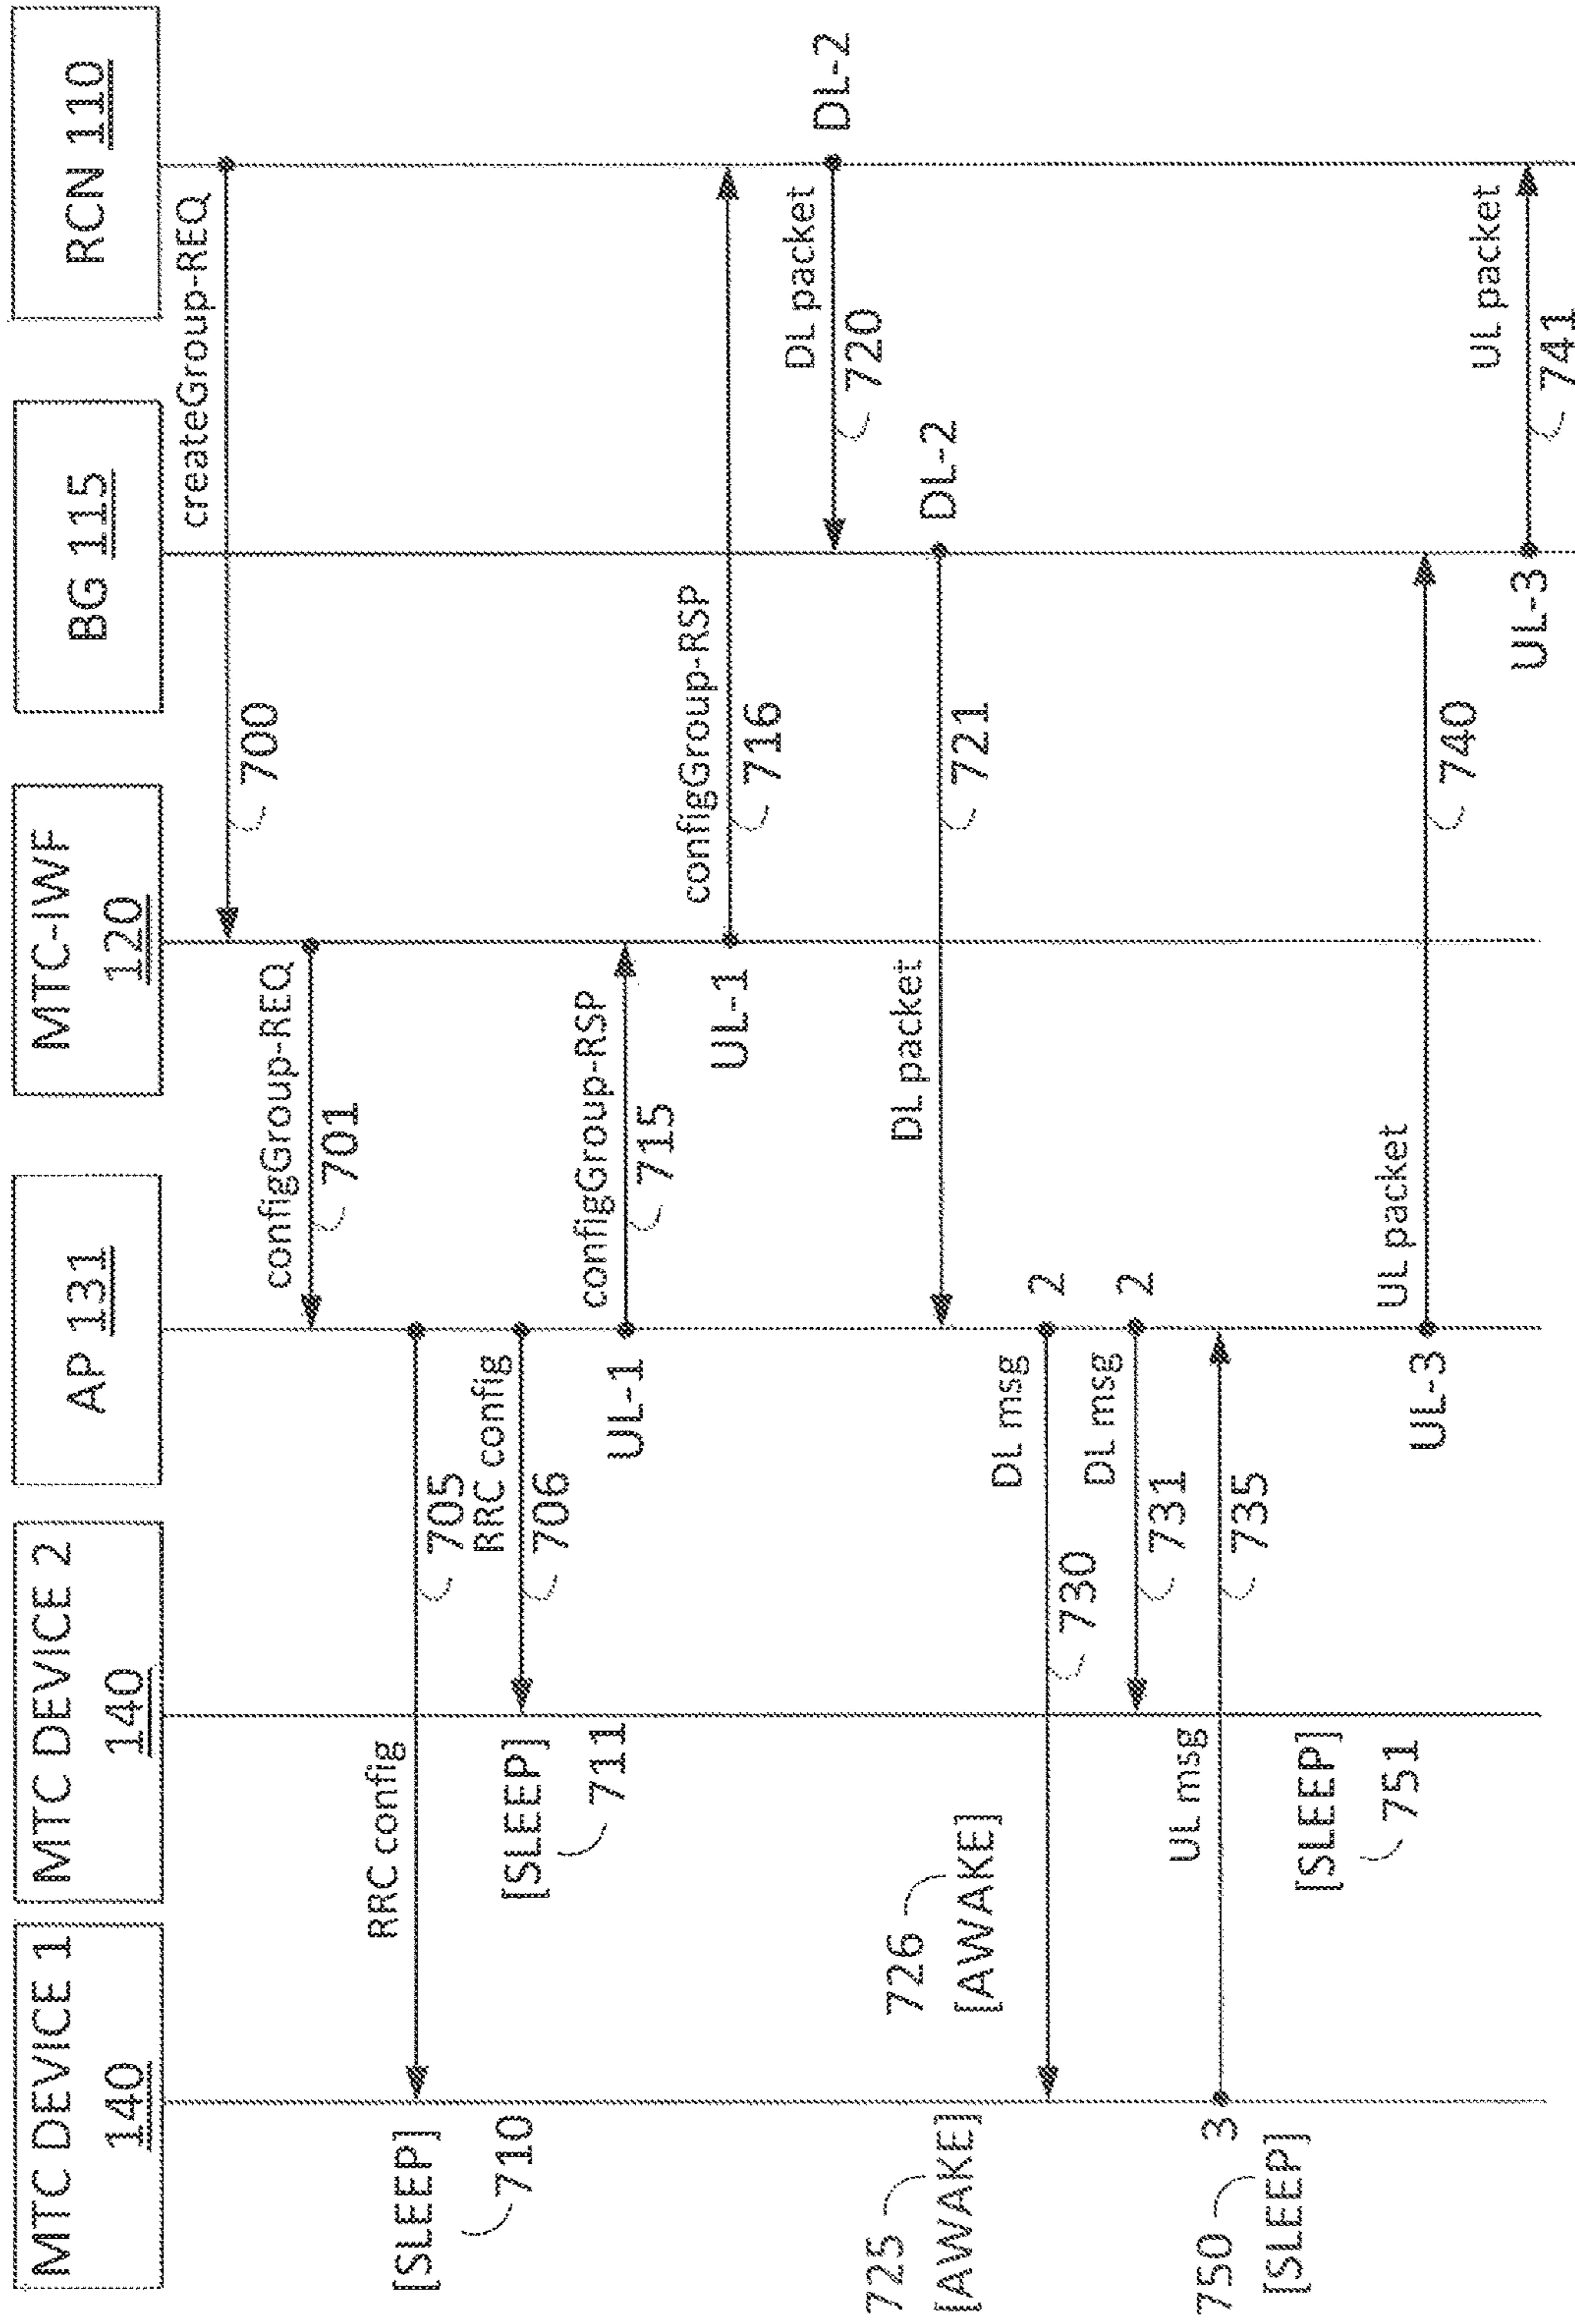 MTC DEVICE 1
140
MTC DEVICE 2
140
AP 131
MTC-IWF
120
BG 115
RCN 110
createGroup-REQ
700
configGroup-REQ
701
RRC config
705
[SLEEP]
710
RRC config
706
[SLEEP]
711
configGroup-RSP
715
UL-1
configGroup-RSP
716
UL-1
DL packet
720
DL-2
DL packet
721
DL-2
725
[AWAKE]
726
[AWAKE]
DL msg
2
730
DL msg
2
731
UL msg
735
3
750
[SLEEP]
[SLEEP]
751
UL packet
740
UL-3
UL packet
741
UL-3